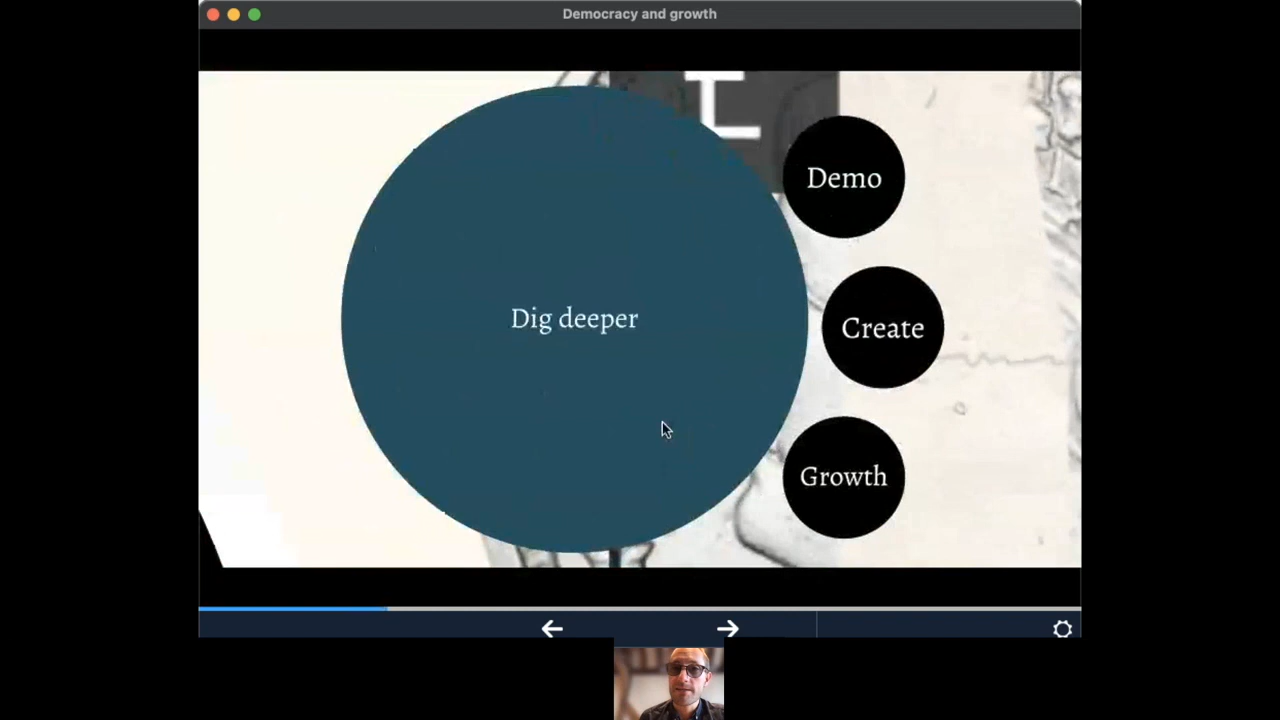 Democracy and growth
Demo
Dig deeper
Create
Growth